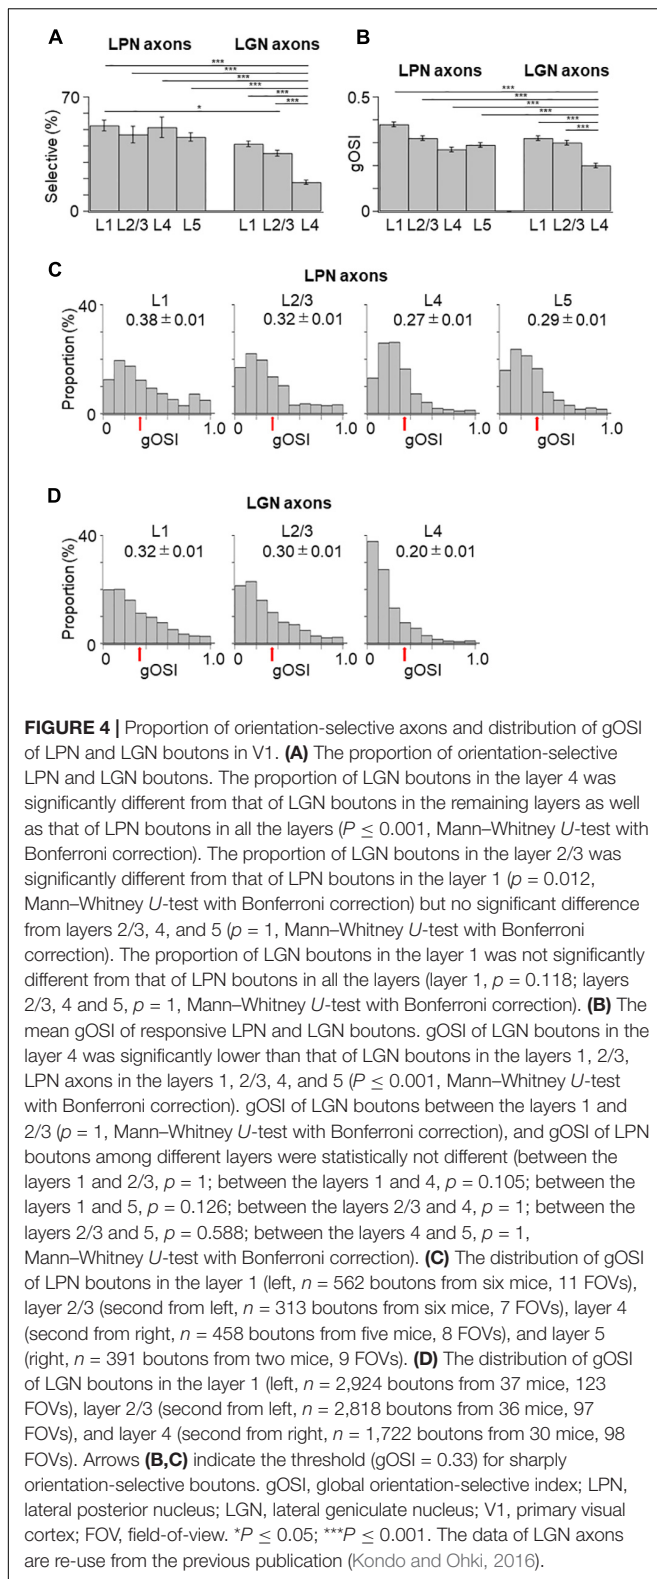 A
LPN axons
LGN axons
***
***
***
***
***
***
*
70
Selective (%)
0
L1 L2/3 L4 L5
L1 L2/3 L4
B
LPN axons
LGN axons
***
***
***
***
***
***
0.5
gOSI
0
L1 L2/3 L4 L5
L1 L2/3 L4
C
LPN axons
40
Proportion (%)
0
L1
0.38 ± 0.01
0 gOSI 1.0
L2/3
0.32 ± 0.01
0 gOSI 1.0
L4
0.27 ± 0.01
0 gOSI 1.0
L5
0.29 ± 0.01
0 gOSI 1.0
D
LGN axons
40
Proportion (%)
0
L1
0.32 ± 0.01
0 gOSI 1.0
L2/3
0.30 ± 0.01
0 gOSI 1.0
L4
0.20 ± 0.01
0 gOSI 1.0
FIGURE 4 | Proportion of orientation-selective axons and distribution of gOSI
of LPN and LGN boutons in V1. (A) The proportion of orientation-selective
LPN and LGN boutons. The proportion of LGN boutons in the layer 4 was
significantly different from that of LGN boutons in the remaining layers as well
as that of LPN boutons in all the layers (P ≤ 0.001, Mann–Whitney U-test with
Bonferroni correction). The proportion of LGN boutons in the layer 2/3 was
significantly different from that of LPN boutons in the layer 1 (p = 0.012,
Mann–Whitney U-test with Bonferroni correction) but no significant difference
from layers 2/3, 4, and 5 (p = 1, Mann–Whitney U-test with Bonferroni
correction). The proportion of LGN boutons in the layer 1 was not significantly
different from that of LPN boutons in all the layers (layer 1, p = 0.118; layers
2/3, 4 and 5, p = 1, Mann–Whitney U-test with Bonferroni correction). (B) The
mean gOSI of responsive LPN and LGN boutons. gOSI of LGN boutons in the
layer 4 was significantly lower than that of LGN boutons in the layers 1, 2/3,
LPN axons in the layers 1, 2/3, 4, and 5 (P ≤ 0.001, Mann–Whitney U-test
with Bonferroni correction). gOSI of LGN boutons between the layers 1 and
2/3 (p = 1, Mann–Whitney U-test with Bonferroni correction), and gOSI of LPN
boutons among different layers were statistically not different (between the
layers 1 and 2/3, p = 1; between the layers 1 and 4, p = 0.105; between the
layers 1 and 5, p = 0.126; between the layers 2/3 and 4, p = 1; between the
layers 2/3 and 5, p = 0.588; between the layers 4 and 5, p = 1,
Mann–Whitney U-test with Bonferroni correction). (C) The distribution of gOSI
of LPN boutons in the layer 1 (left, n = 562 boutons from six mice, 11 FOVs),
layer 2/3 (second from left, n = 313 boutons from six mice, 7 FOVs), layer 4
(second from right, n = 458 boutons from five mice, 8 FOVs), and layer 5
(right, n = 391 boutons from two mice, 9 FOVs). (D) The distribution of gOSI
of LGN boutons in the layer 1 (left, n = 2,924 boutons from 37 mice, 123
FOVs), layer 2/3 (second from left, n = 2,818 boutons from 36 mice, 97
FOVs), and layer 4 (second from right, n = 1,722 boutons from 30 mice, 98
FOVs). Arrows (B,C) indicate the threshold (gOSI = 0.33) for sharply
orientation-selective boutons. gOSI, global orientation-selective index; LPN,
lateral posterior nucleus; LGN, lateral geniculate nucleus; V1, primary visual
cortex; FOV, field-of-view. *P ≤ 0.05; ***P ≤ 0.001. The data of LGN axons
are re-use from the previous publication (Kondo and Ohki, 2016).